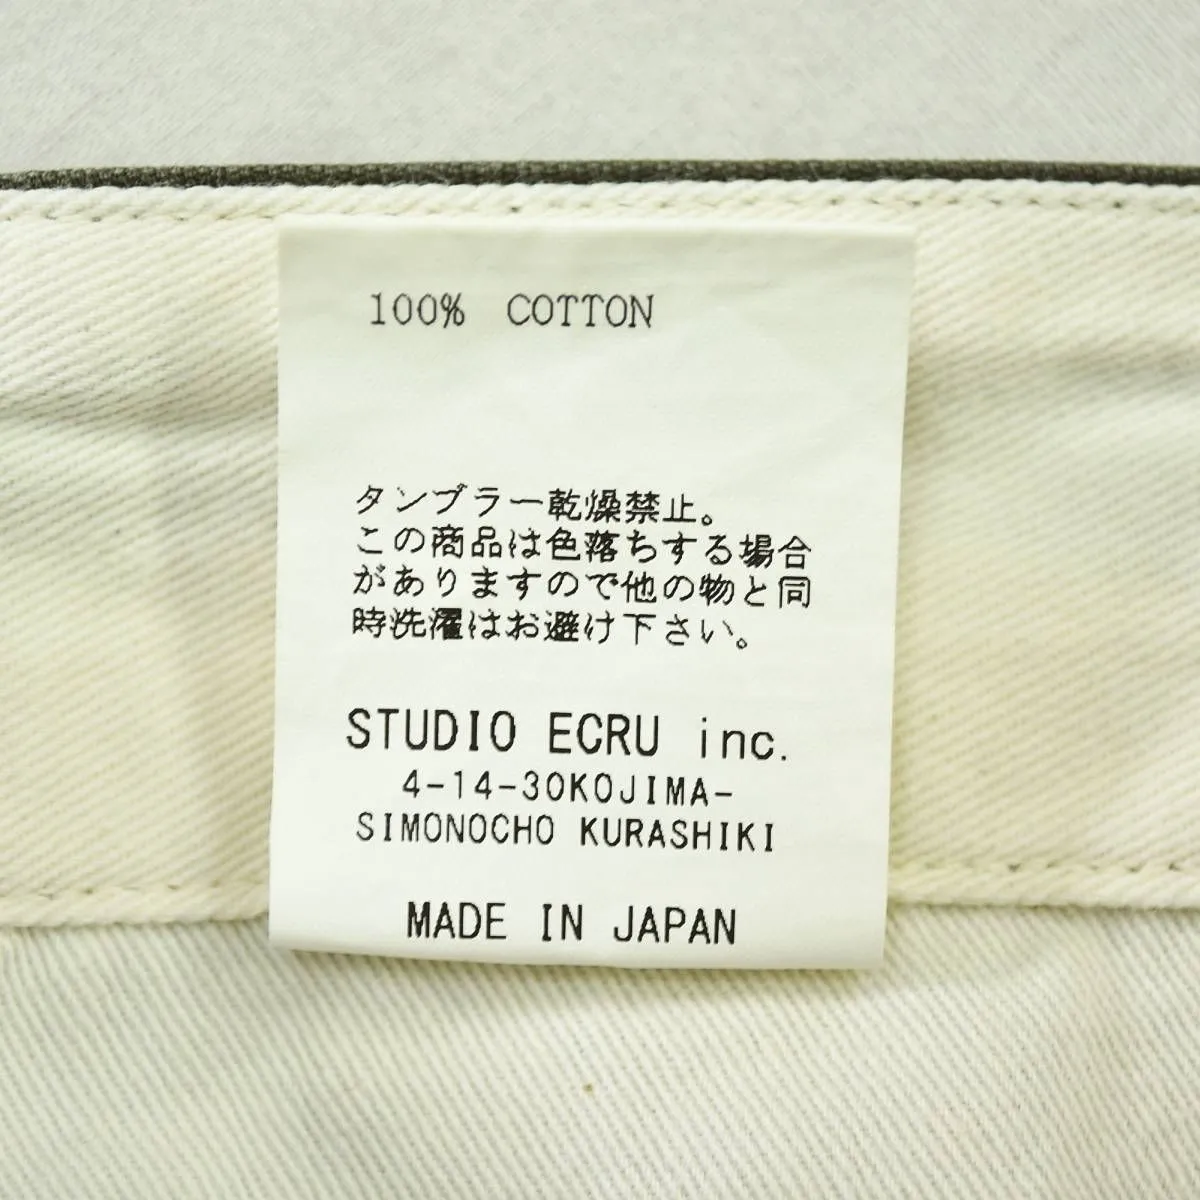 100% COTTON
タンブラー乾燥禁止。
この商品は色落ちする場合
がありますので他の物と同
時洗濯はお避け下さい。
STUDIO ECRU inc.
4-14-30KOJIMA-
SIMONOCHO KURASHIKI
MADE IN JAPAN